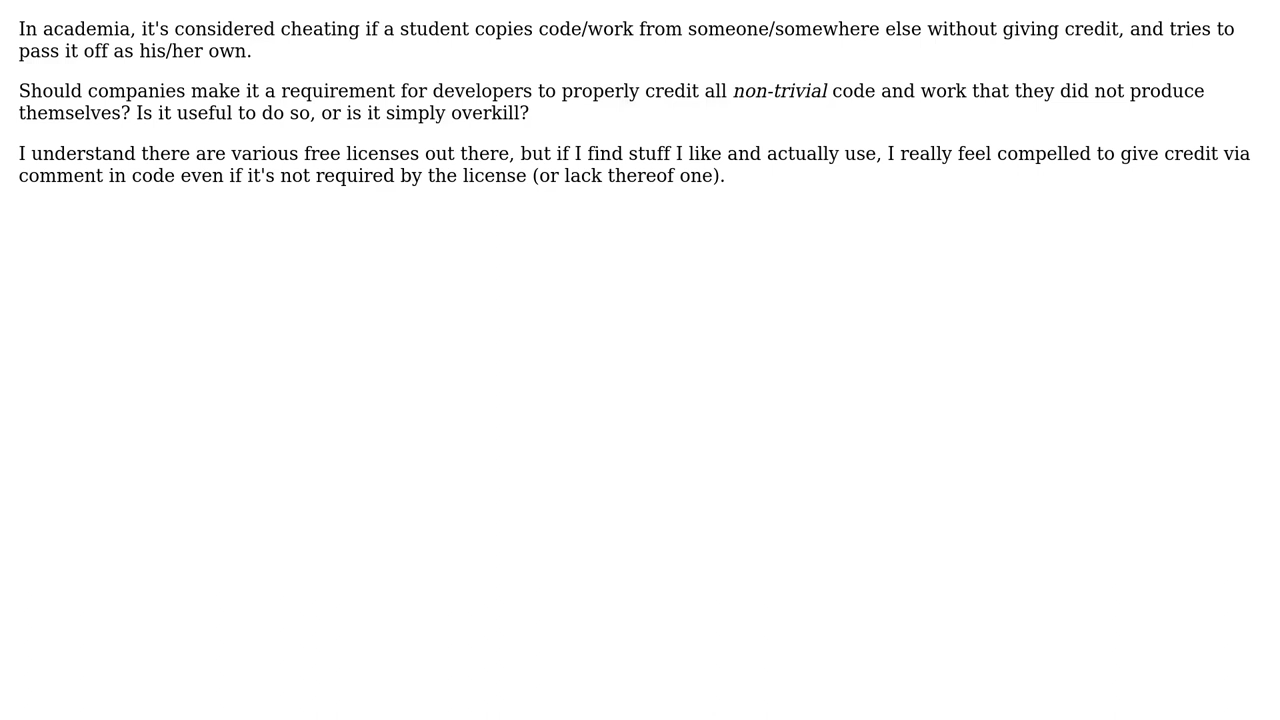 In academia, it's considered cheating if a student copies code/work from someone/somewhere else without giving credit, and tries to
pass it off as his/her own.
Should companies make it a requirement for developers to properly credit all non-trivial code and work that they did not produce
themselves? Is it useful to do so, or is it simply overkill?
I understand there are various free licenses out there, but if I find stuff I like and actually use, I really feel compelled to give credit via
comment in code even if it's not required by the license (or lack thereof one).